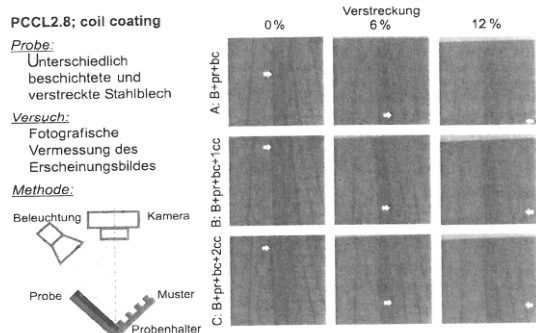 PCCL2.8; coil coating
Probe:
Unterschiedlich
beschichtete und
verstreckte Stahlblech
Versuch:
Fotografische
Vermessung des
Erscheinungsbildes
Methode:
Beleuchtung
Kamera
Probe
Muster
Probenhalter
Verstreckung
0 %
6 %
12 %
A: B+pr+bc
B: B+pr+bc+1cc
C: B+pr+bc+2cc